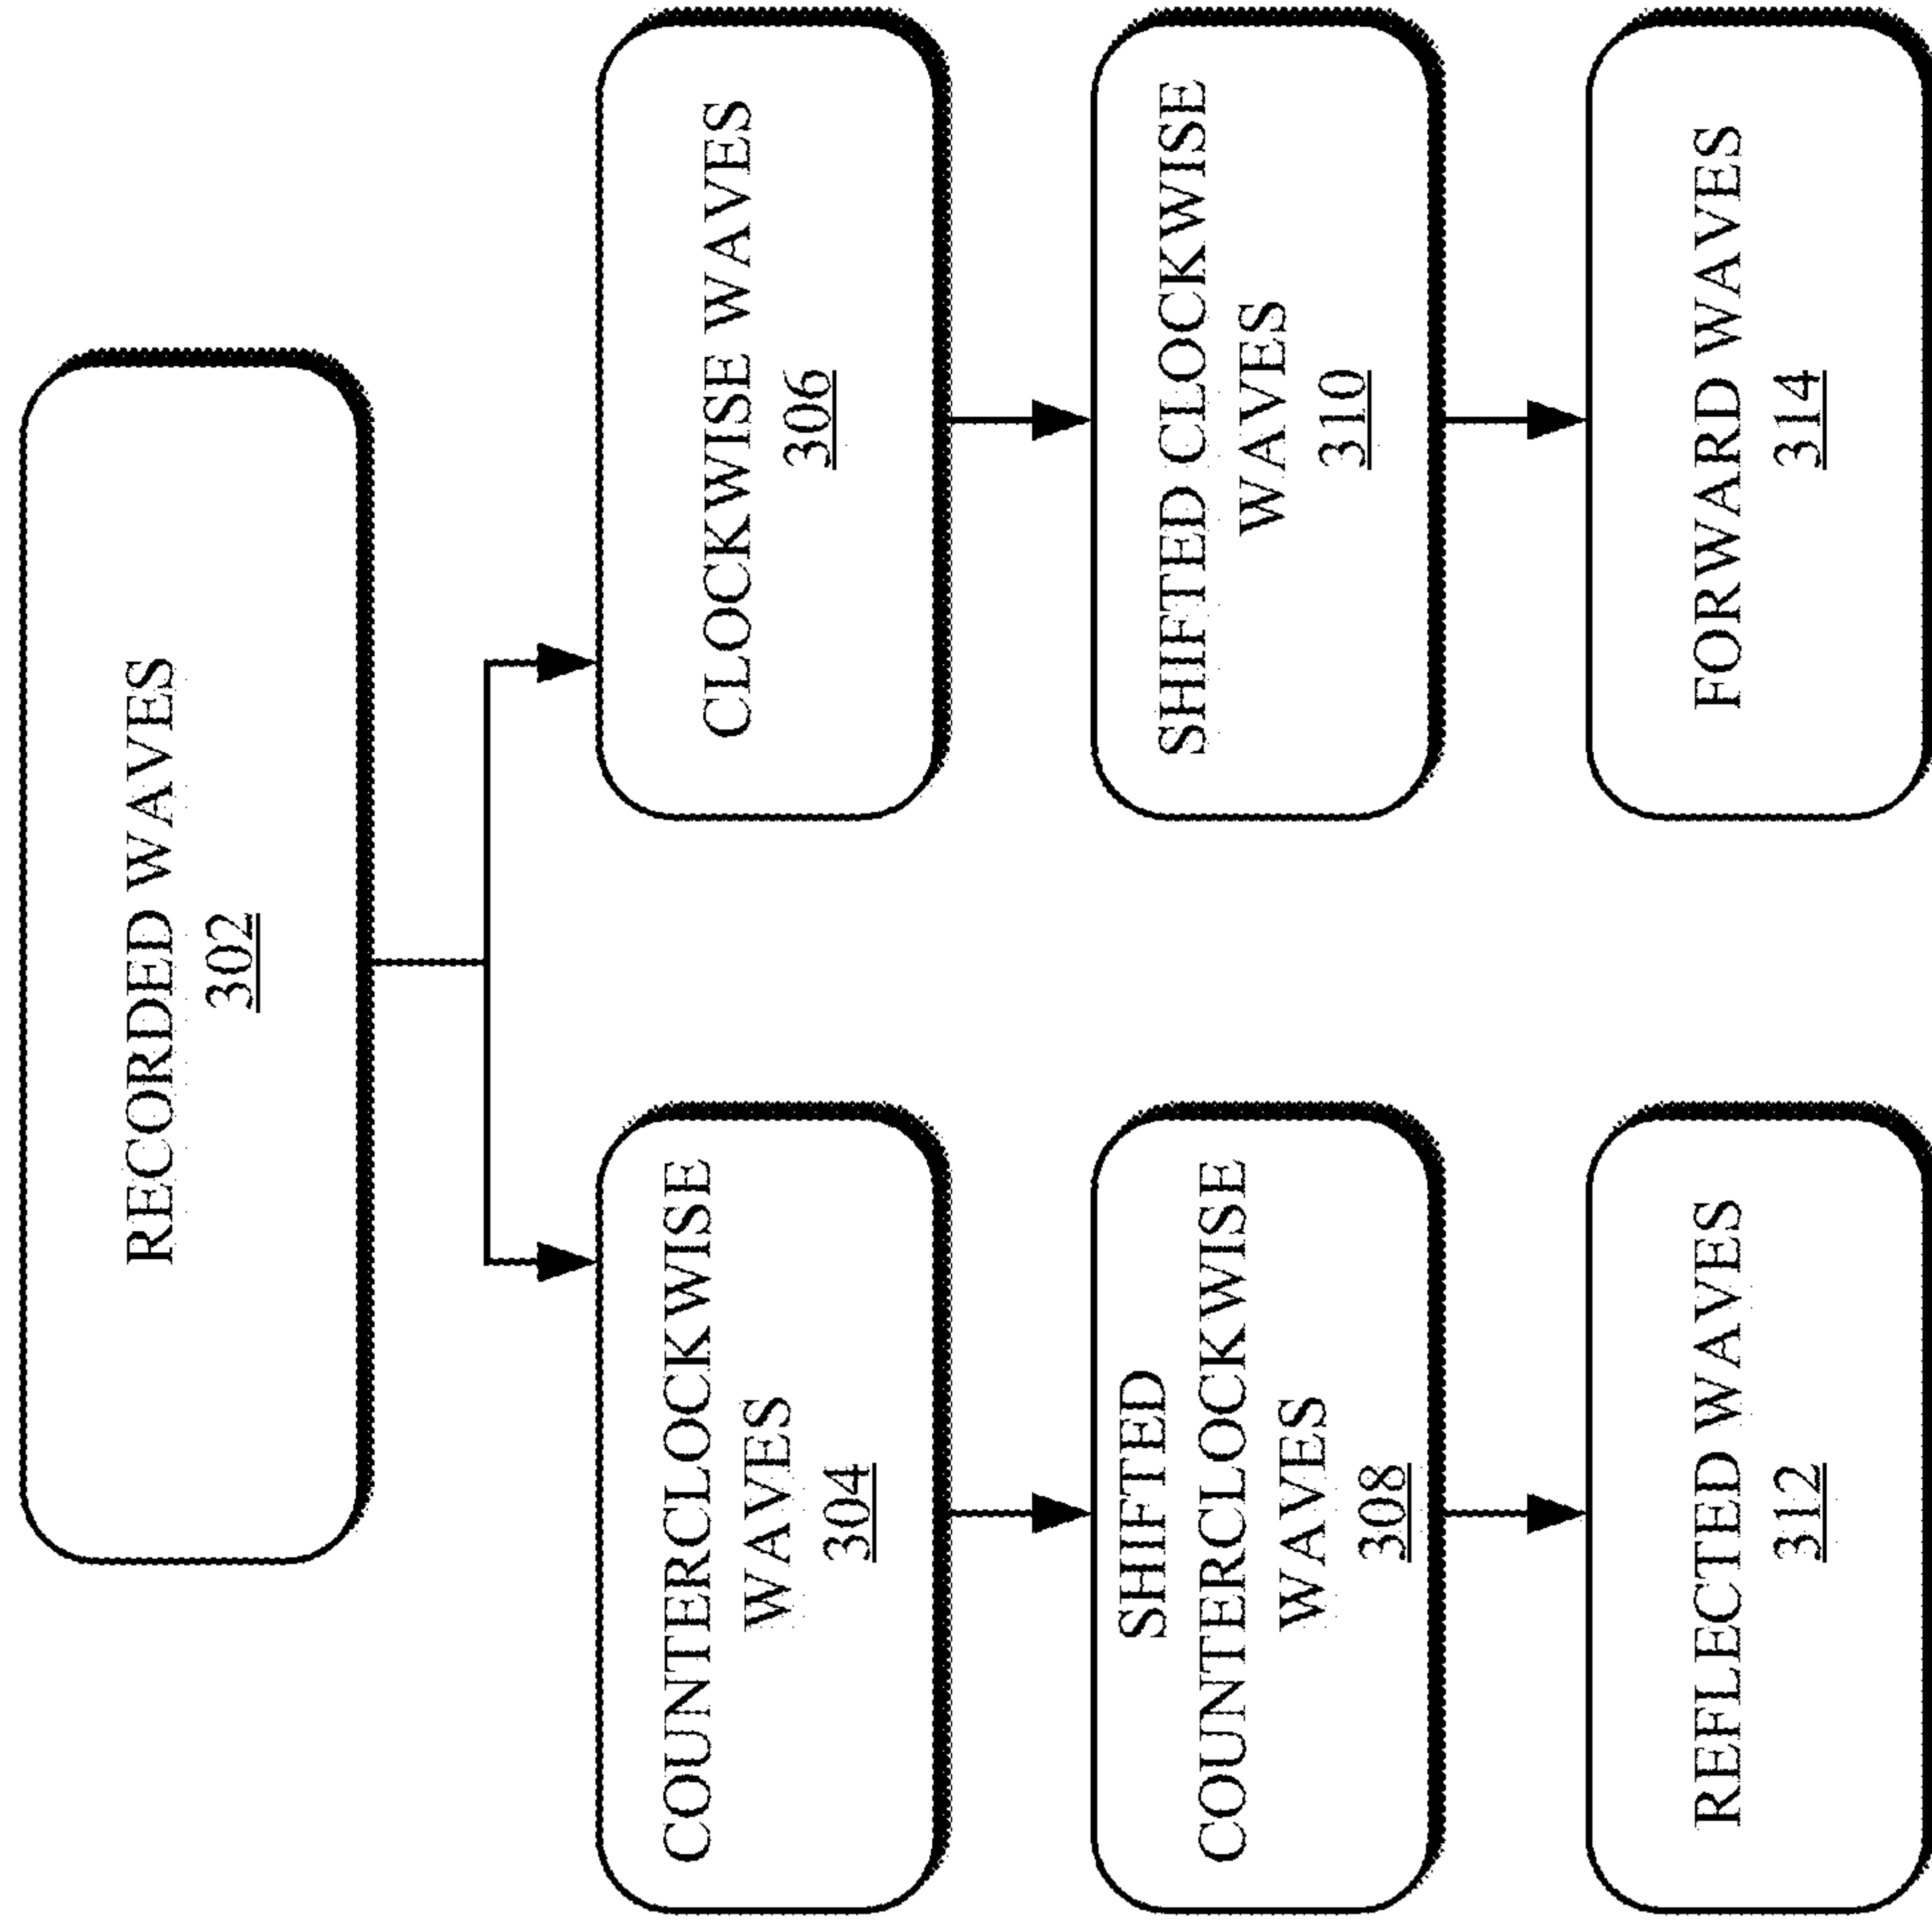 RECORDED WAVES
302
COUNTERCLOCKWISE
WAVES
304
CLOCKWISE WAVES
306
SHIFTED
COUNTERCLOCKWISE
WAVES
308
SHIFTED CLOCKWISE
WAVES
310
REFLECTED WAVES
312
FORWARD WAVES
314